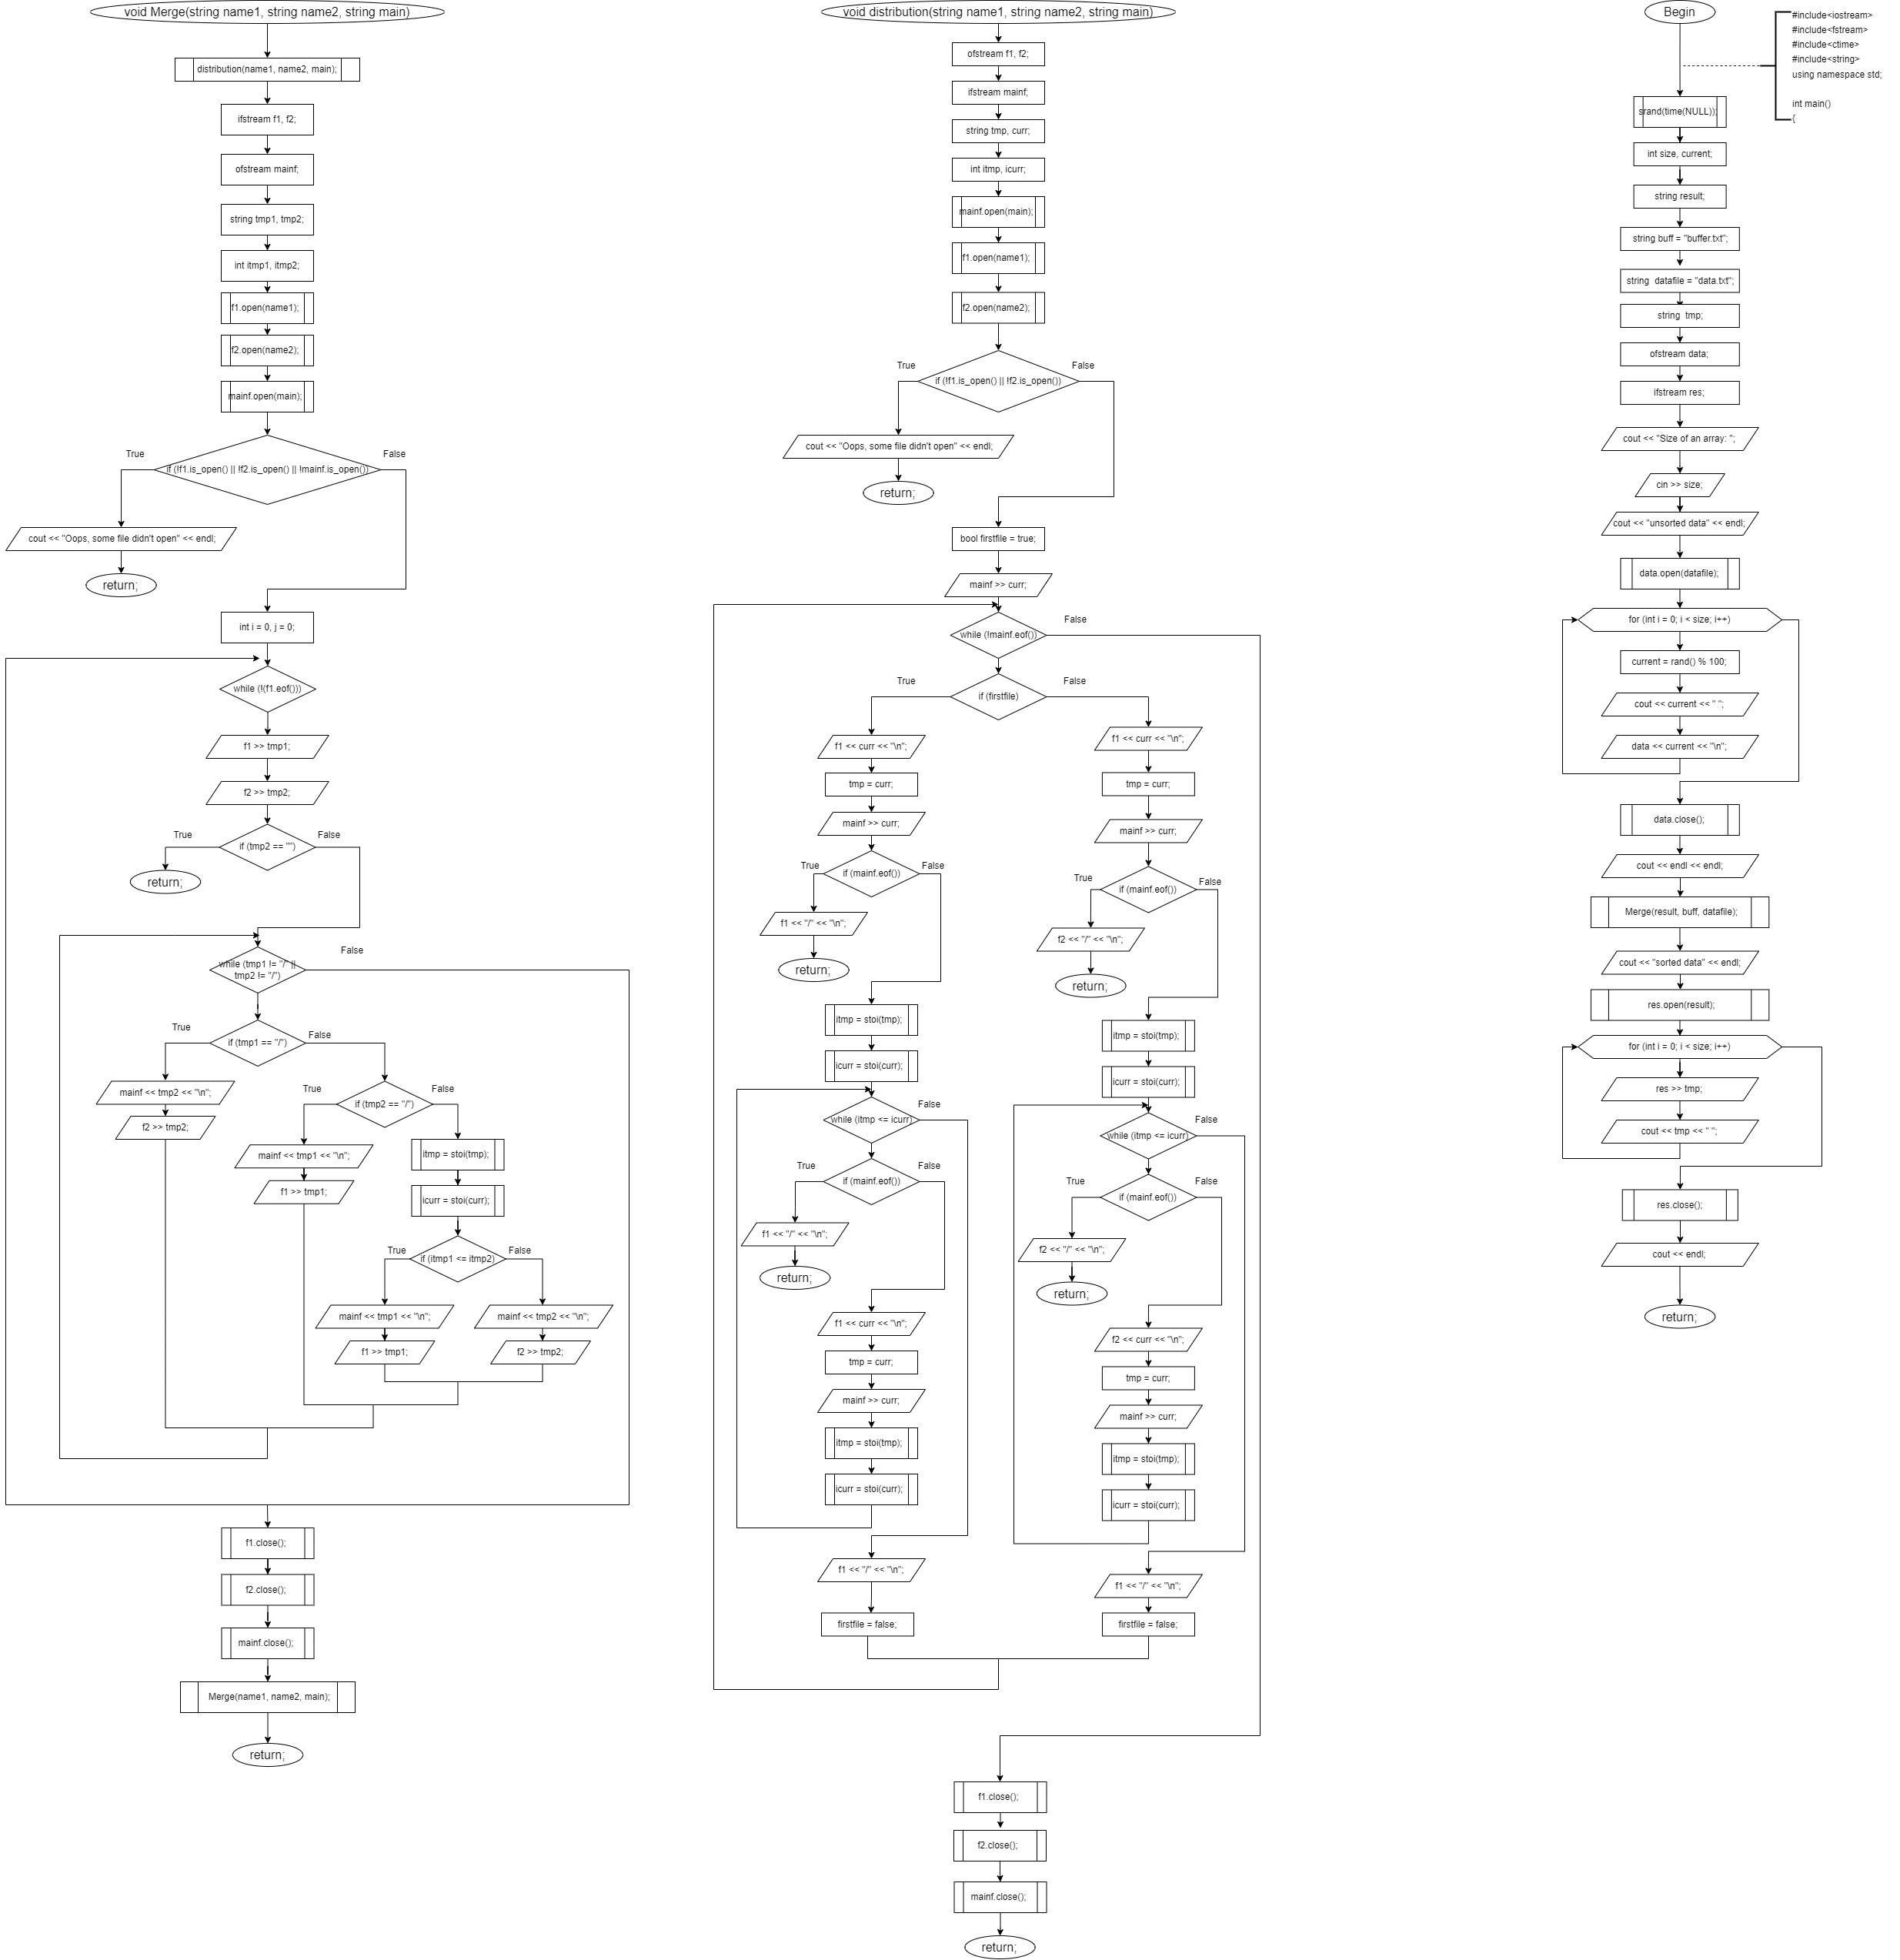 void Merge(string name1, string name2, string main)
distribution(name1, name2, main);
ifstream f1, f2;
ofstream mainf;
string tmp1, tmp2;
int itmp1, itmp2;
f1.open(name1);
f2.open(name2);
mainf.open(main);
True
False
if (!f1.is_open() || !f2.is_open() || !mainf.is_open())
cout << "Oops, some file didn't open" << endl;
return;
int i = 0, j = 0;
while (!(f1.eof()))
f1 >> tmp1;
f2 >> tmp2;
True
False
if (tmp2 == "")
return;
False
while (tmp1 != "/" ||
tmp2 != "/")
True
False
if (tmp1 == "/")
mainf << tmp2 << "\n";
f2 >> tmp2;
True
False
if (tmp2 == "/")
mainf << tmp1 << "\n";
f1 >> tmp1;
itmp = stoi(tmp);
icurr = stoi(curr);
True
False
if (itmp1 <= itmp2)
mainf << tmp1 << "\n";
f1 >> tmp1;
mainf << tmp2 << "\n";
f2 >> tmp2;
f1.close();
f2.close();
mainf.close();
Merge(name1, name2, main);
return;
void distribution(string name1, string name2, string main)
ofstream f1, f2;
ifstream mainf;
string tmp, curr;
int itmp, icurr;
mainf.open(main);
f1.open(name1);
f2.open(name2);
True
False
if (!f1.is_open() || !f2.is_open())
cout << "Oops, some file didn't open" << endl;
return;
bool firstfile = true;
mainf >> curr;
False
while (!mainf.eof())
True
False
if (firstfile)
f1 << curr << "\n";
tmp = curr;
mainf >> curr;
True
False
if (mainf.eof())
f1 << "/" << "\n";
return;
itmp = stoi(tmp);
icurr = stoi(curr);
False
while (itmp <= icurr)
True
False
if (mainf.eof())
f1 << "/" << "\n";
return;
f1 << curr << "\n";
tmp = curr;
mainf >> curr;
itmp = stoi(tmp);
icurr = stoi(curr);
f1 << "/" << "\n";
firstfile = false;
f1 << curr << "\n";
tmp = curr;
mainf >> curr;
True
False
if (mainf.eof())
f2 << "/" << "\n";
return;
itmp = stoi(tmp);
icurr = stoi(curr);
False
while (itmp <= icurr)
True
False
if (mainf.eof())
f2 << "/" << "\n";
return;
f2 << curr << "\n";
tmp = curr;
mainf >> curr;
itmp = stoi(tmp);
icurr = stoi(curr);
f1 << "/" << "\n";
firstfile = false;
f1.close();
f2.close();
mainf.close();
return;
Begin
#include<iostream>
#include<fstream>
#include<ctime>
#include<string>
using namespace std;
int main()
{
srand(time(NULL));
int size, current;
string result;
string buff = "buffer.txt";
string datafile = "data.txt";
string tmp;
ofstream data;
ifstream res;
cout << "Size of an array: ";
cin >> size;
cout << "unsorted data" << endl;
data.open(datafile);
for (int i = 0; i < size; i++)
current = rand() % 100;
cout << current << " ";
data << current << "\n";
data.close();
cout << endl << endl;
Merge(result, buff, datafile);
cout << "sorted data" << endl;
res.open(result);
for (int i = 0; i < size; i++)
res >> tmp;
cout << tmp << " ";
res.close();
cout << endl;
return;